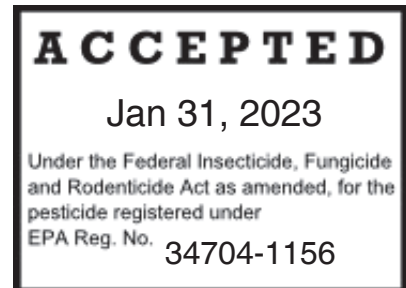 ACCEPTED
Jan 31, 2023
Under the Federal Insecticide, Fungicide
and Rodenticide Act as amended, for the
pesticide registered under
EPA Reg. No. 34704-1156